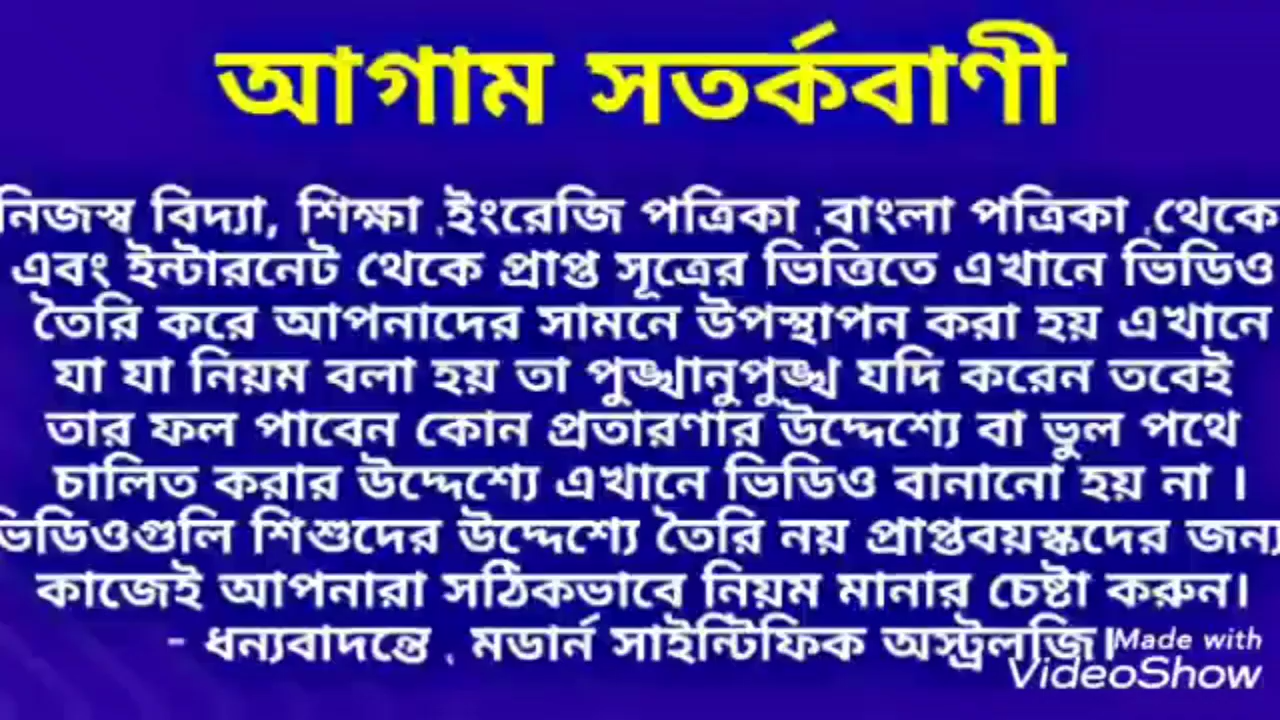 আগাম সতর্কবাণী
নিজস্ব বিদ্যা, শিক্ষা ,ইংরেজি পত্রিকা ,বাংলা পত্রিকা ,থেকে
এবং ইন্টারনেট থেকে প্রাপ্ত সূত্রের ভিত্তিতে এখানে ভিডিও
তৈরি করে আপনাদের সামনে উপস্থাপন করা হয় এখানে
যা যা নিয়ম বলা হয় তা পুঙ্খানুপুঙ্খ যদি করেন তবেই
তার ফল পাবেন কোন প্রতারণার উদ্দেশ্যে বা ভুল পথে
চালিত করার উদ্দেশ্যে এখানে ভিডিও বানানো হয় না ।
ভিডিওগুলি শিশুদের উদ্দেশ্যে তৈরি নয় প্রাপ্তবয়স্কদের জন্য
কাজেই আপনারা সঠিকভাবে নিয়ম মানার চেষ্টা করুন।
- ধন্যবাদন্তে , মডার্ন সাইন্টিফিক অস্ট্রলজি।
Made with
VideoShow